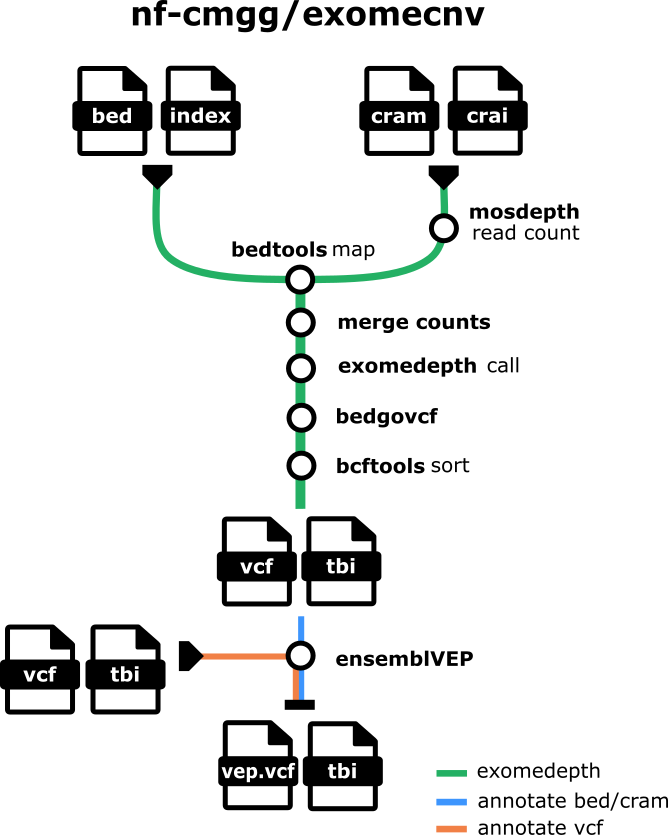 nf-cmgg/exomecnv
bed index cram crai
mosdepth
read count
bedtools map
merge counts
exomedepth call
bedgovcf
bcftools sort
vcf tbi
ensemblVEP
vcf tbi
vep.vcf tbi
exomedepth
annotate bed/cram
annotate vcf